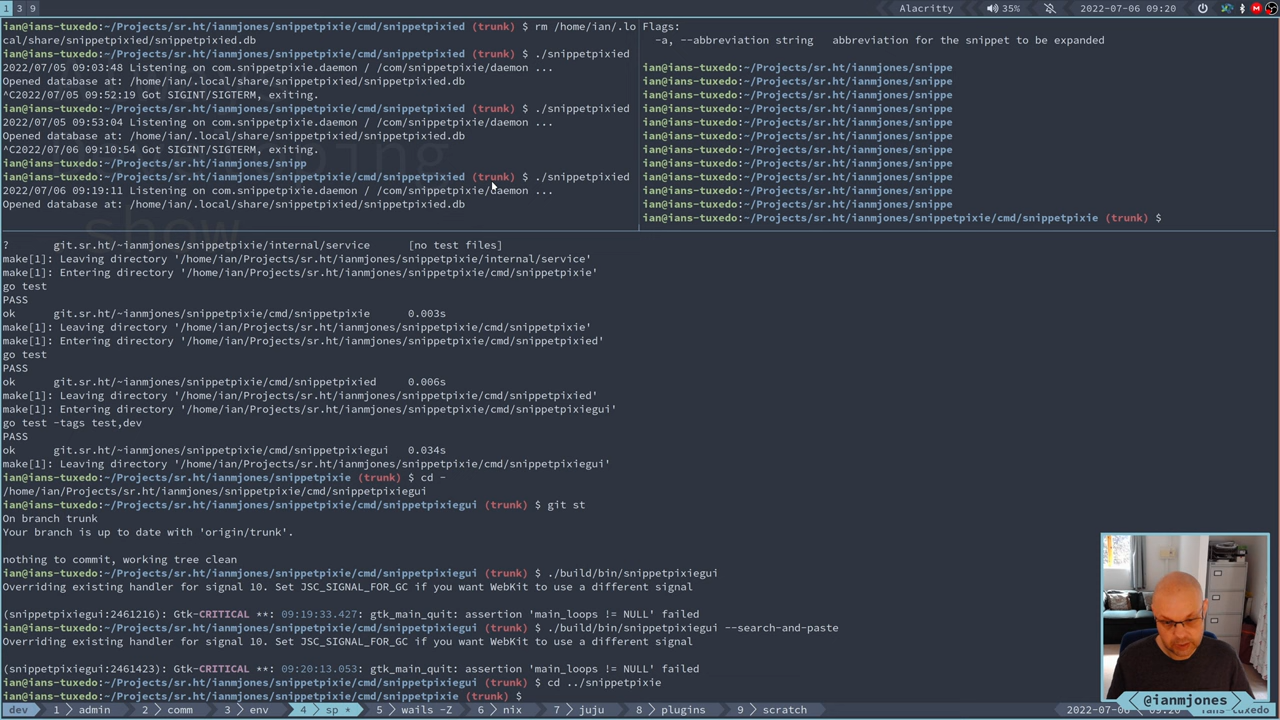 1 3 9
Alacritty
35%
2022-07-06 09:20
ian@ians-tuxedo:~/Projects/sr.ht/ianmjones/snippetpixie/cmd/snippetpixied (trunk) $ rm /home/ian/.lo
cal/share/snippetpixied/snippetpixied.db
ian@ians-tuxedo:~/Projects/sr.ht/ianmjones/snippetpixie/cmd/snippetpixied (trunk) $ ./snippetpixied
2022/07/05 09:03:48 Listening on com.snippetpixie.daemon / /com/snippetpixie/daemon ...
Opened database at: /home/ian/.local/share/snippetpixied/snippetpixied.db
^C2022/07/05 09:52:19 Got SIGINT/SIGTERM, exiting.
ian@ians-tuxedo:~/Projects/sr.ht/ianmjones/snippetpixie/cmd/snippetpixied (trunk) $ ./snippetpixied
2022/07/05 09:53:04 Listening on com.snippetpixie.daemon / /com/snippetpixie/daemon ...
Opened database at: /home/ian/.local/share/snippetpixied/snippetpixied.db
^C2022/07/06 09:10:54 Got SIGINT/SIGTERM, exiting.
ian@ians-tuxedo:~/Projects/sr.ht/ianmjones/snipp
ian@ians-tuxedo:~/Projects/sr.ht/ianmjones/snippetpixie/cmd/snippetpixied (trunk) $ ./snippetpixied
2022/07/06 09:19:11 Listening on com.snippetpixie.daemon / /com/snippetpixie/daemon ...
Opened database at: /home/ian/.local/share/snippetpixied/snippetpixied.db
show
Flags:
-a, --abbreviation string   abbreviation for the snippet to be expanded
ian@ians-tuxedo:~/Projects/sr.ht/ianmjones/snippe
ian@ians-tuxedo:~/Projects/sr.ht/ianmjones/snippe
ian@ians-tuxedo:~/Projects/sr.ht/ianmjones/snippe
ian@ians-tuxedo:~/Projects/sr.ht/ianmjones/snippe
ian@ians-tuxedo:~/Projects/sr.ht/ianmjones/snippe
ian@ians-tuxedo:~/Projects/sr.ht/ianmjones/snippe
ian@ians-tuxedo:~/Projects/sr.ht/ianmjones/snippe
ian@ians-tuxedo:~/Projects/sr.ht/ianmjones/snippe
ian@ians-tuxedo:~/Projects/sr.ht/ianmjones/snippe
ian@ians-tuxedo:~/Projects/sr.ht/ianmjones/snippe
ian@ians-tuxedo:~/Projects/sr.ht/ianmjones/snippe
ian@ians-tuxedo:~/Projects/sr.ht/ianmjones/snippetpixie/cmd/snippetpixie (trunk) $
?       git.sr.ht/~ianmjones/snippetpixie/internal/service      [no test files]
make[1]: Leaving directory '/home/ian/Projects/sr.ht/ianmjones/snippetpixie/internal/service'
make[1]: Entering directory '/home/ian/Projects/sr.ht/ianmjones/snippetpixie/cmd/snippetpixie'
go test
PASS
ok      git.sr.ht/~ianmjones/snippetpixie/cmd/snippetpixie      0.003s
make[1]: Leaving directory '/home/ian/Projects/sr.ht/ianmjones/snippetpixie/cmd/snippetpixie'
make[1]: Entering directory '/home/ian/Projects/sr.ht/ianmjones/snippetpixie/cmd/snippetpixied'
go test
PASS
ok      git.sr.ht/~ianmjones/snippetpixie/cmd/snippetpixied     0.006s
make[1]: Leaving directory '/home/ian/Projects/sr.ht/ianmjones/snippetpixie/cmd/snippetpixied'
make[1]: Entering directory '/home/ian/Projects/sr.ht/ianmjones/snippetpixie/cmd/snippetpixiegui'
go test -tags test,dev
PASS
ok      git.sr.ht/~ianmjones/snippetpixie/cmd/snippetpixiegui   0.034s
make[1]: Leaving directory '/home/ian/Projects/sr.ht/ianmjones/snippetpixie/cmd/snippetpixiegui'
ian@ians-tuxedo:~/Projects/sr.ht/ianmjones/snippetpixie (trunk) $ cd -
/home/ian/Projects/sr.ht/ianmjones/snippetpixie/cmd/snippetpixiegui
ian@ians-tuxedo:~/Projects/sr.ht/ianmjones/snippetpixie/cmd/snippetpixiegui (trunk) $ git st
On branch trunk
Your branch is up to date with 'origin/trunk'.
nothing to commit, working tree clean
ian@ians-tuxedo:~/Projects/sr.ht/ianmjones/snippetpixie/cmd/snippetpixiegui (trunk) $ ./build/bin/snippetpixiegui
Overriding existing handler for signal 10. Set JSC_SIGNAL_FOR_GC if you want WebKit to use a different signal
(snippetpixiegui:2461216): Gtk-CRITICAL **: 09:19:33.427: gtk_main_quit: assertion 'main_loops != NULL' failed
ian@ians-tuxedo:~/Projects/sr.ht/ianmjones/snippetpixie/cmd/snippetpixiegui (trunk) $ ./build/bin/snippetpixiegui --search-and-paste
Overriding existing handler for signal 10. Set JSC_SIGNAL_FOR_GC if you want WebKit to use a different signal
(snippetpixiegui:2461423): Gtk-CRITICAL **: 09:20:13.053: gtk_main_quit: assertion 'main_loops != NULL' failed
ian@ians-tuxedo:~/Projects/sr.ht/ianmjones/snippetpixie/cmd/snippetpixiegui (trunk) $ cd ../snippetpixie
ian@ians-tuxedo:~/Projects/sr.ht/ianmjones/snippetpixie/cmd/snippetpixie (trunk) $
@ianmjones
dev 1 admin 2 comm 3 env 4 sp * 5 wails -Z 6 nix 7 juju 8 plugins 9 scratch 2022-07-06 tuxedo